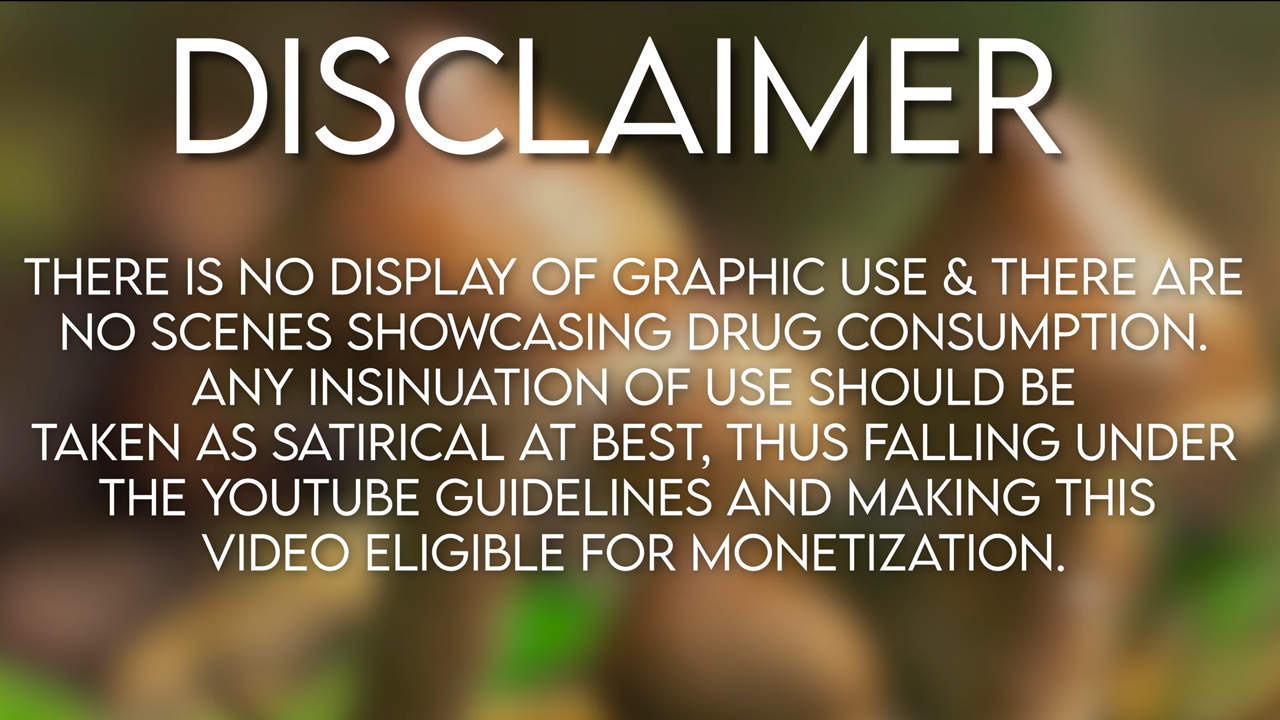 DISCLAIMER
THERE IS NO DISPLAY OF GRAPHIC USE & THERE ARE
NO SCENES SHOWCASING DRUG CONSUMPTION.
ANY INSINUATION OF USE SHOULD BE
TAKEN AS SATIRICAL AT BEST, THUS FALLING UNDER
THE YOUTUBE GUIDELINES AND MAKING THIS
VIDEO ELIGIBLE FOR MONETIZATION.